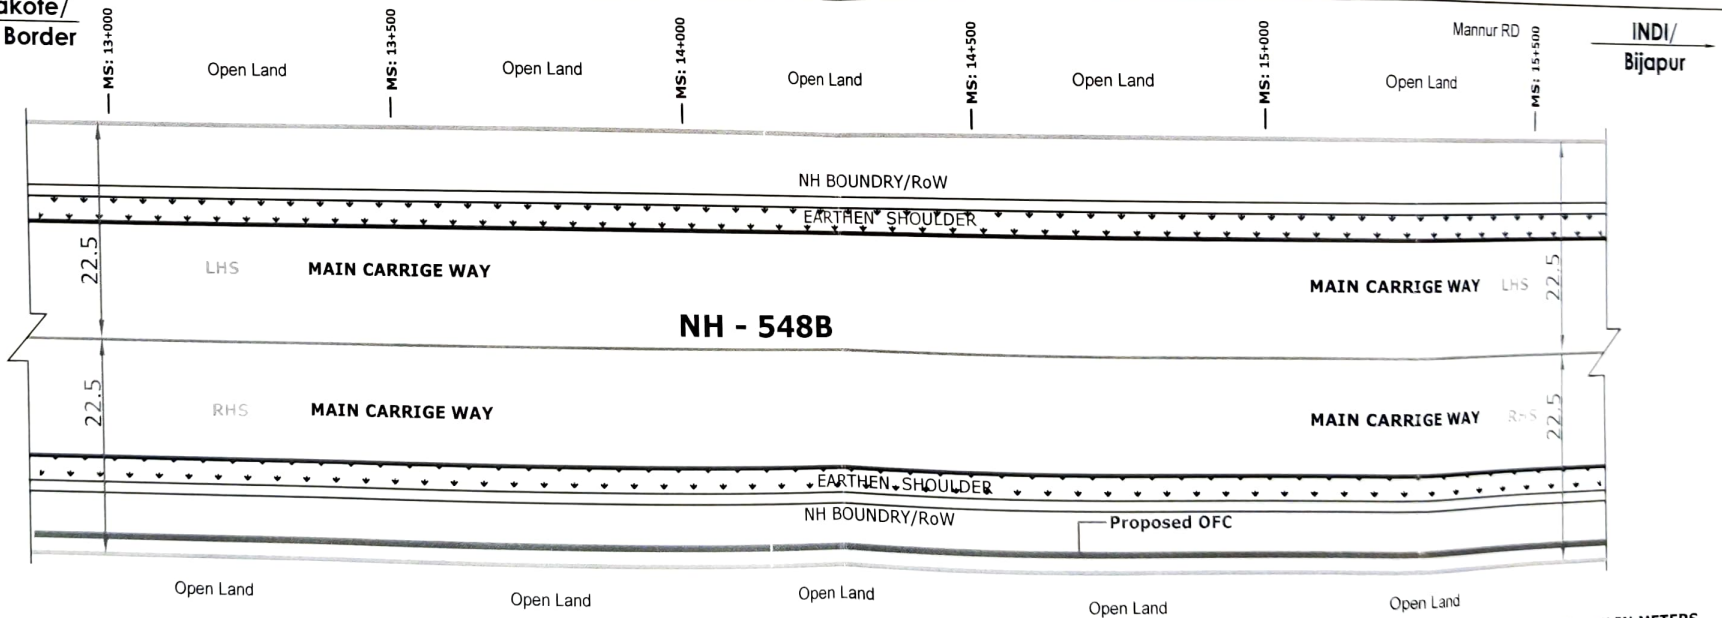 Border
MS: 13+000
MS: 13+500
MS: 14+000
MS: 14+500
MS: 15+000
Mannur RD
MS: 15+500
INDI/
Bijapur
Open Land
Open Land
Open Land
Open Land
Open Land
NH BOUNDRY/RoW
EARTHEN SHOULDER
22.5
LHS
MAIN CARRIGE WAY
MAIN CARRIGE WAY
LHS
22.5
NH - 548B
22.5
RHS
MAIN CARRIGE WAY
MAIN CARRIGE WAY
RHS
22.5
EARTHEN SHOULDER
NH BOUNDRY/RoW
Proposed OFC
Open Land
Open Land
Open Land
Open Land
Open Land